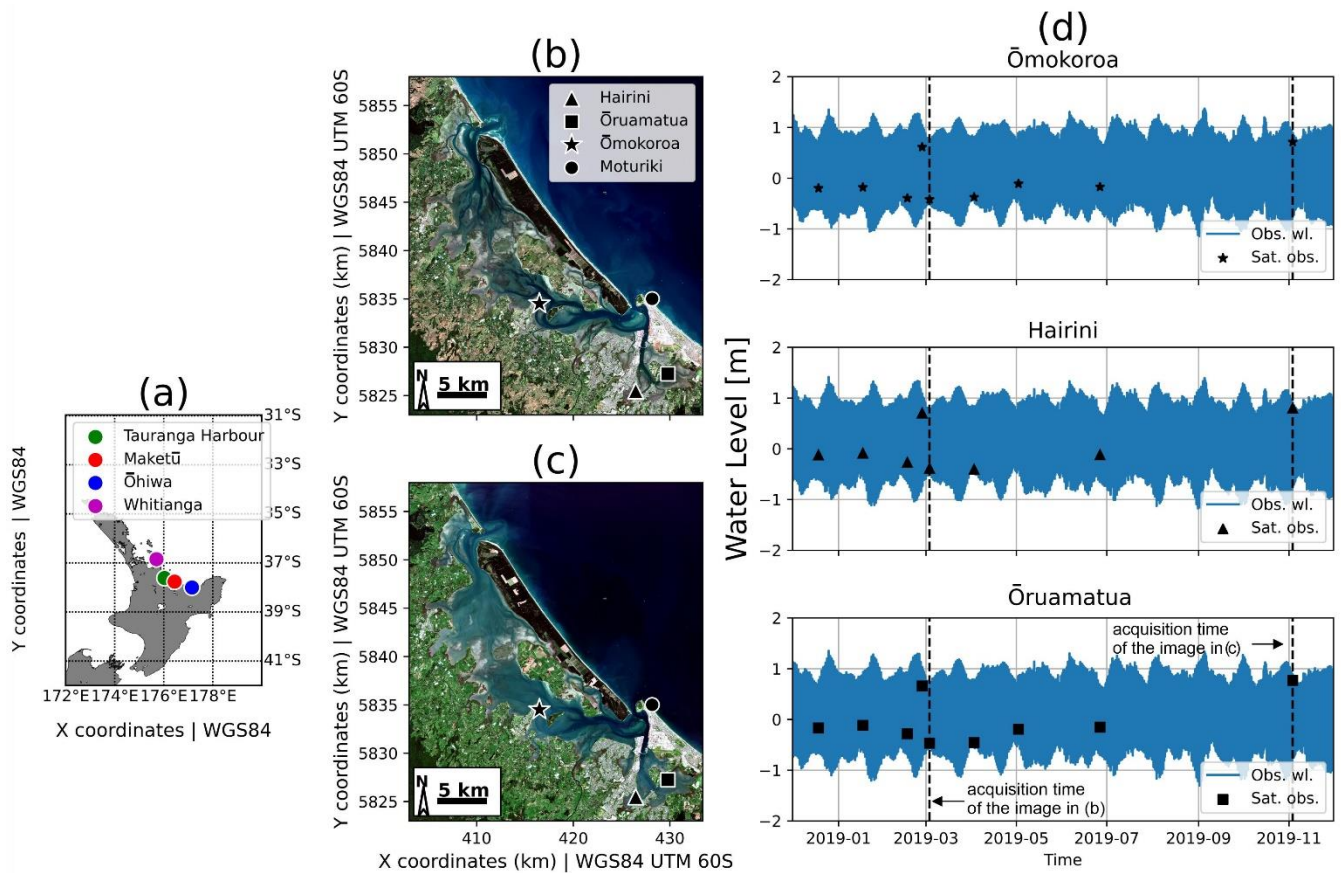 (a)
31°S
Tauranga Harbour
Maketū
33°S
Ōhiwa
Whitianga
35°S
37°S
39°S
41°S
172°E174°E176°E178°E
X coordinates | WGS84
Y coordinates | WGS84
(b)
Hairini
Ōruamatua
Ōmokoroa
Moturiki
5855
5850
5845
5840
5835
5830
5825
N
5 km
Y coordinates (km) | WGS84 UTM 60S
(c)
5855
5850
5845
5840
5835
5830
5825
N
5 km
410
420
430
X coordinates (km) | WGS84 UTM 60S
Y coordinates (km) | WGS84 UTM 60S
(d)
Ōmokoroa
2
1
0
−1
−2
Obs. wl.
Sat. obs.
Hairini
2
1
0
−1
−2
Obs. wl.
Sat. obs.
Water Level [m]
Ōruamatua
2
1
0
−1
−2
acquisition time
of the image in (c)
acquisition time
of the image in (b)
Obs. wl.
Sat. obs.
2019-01
2019-03
2019-05
2019-07
2019-09
2019-11
Time